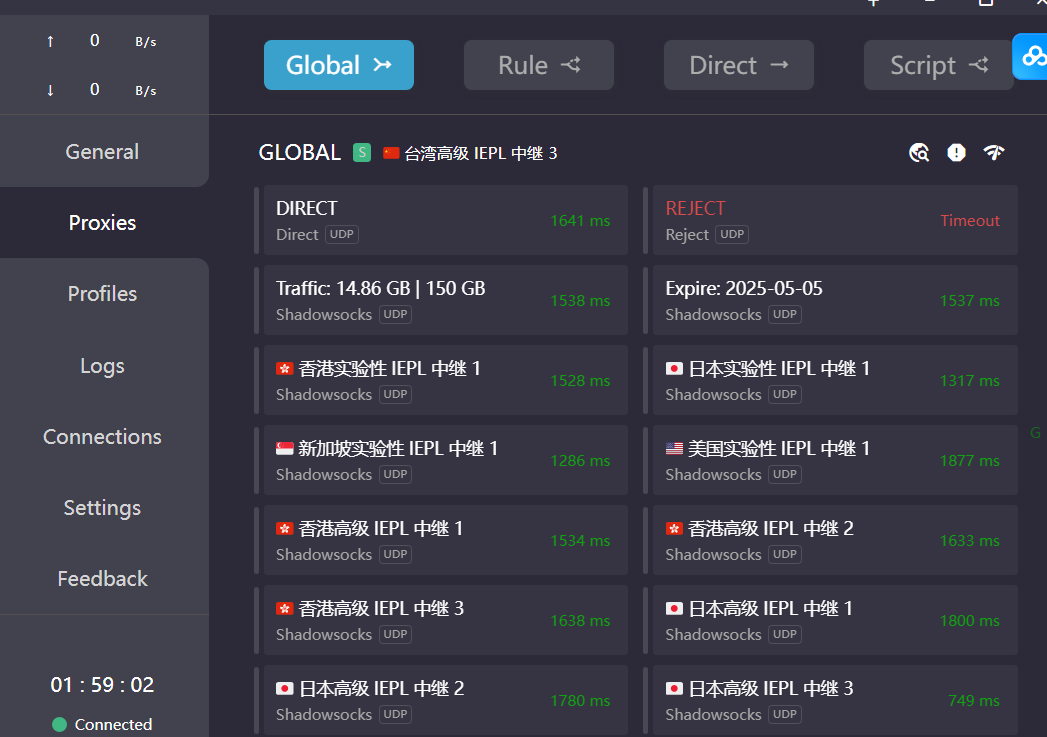 ↑ 0 B/s
↓ 0 B/s
General
Proxies
Profiles
Logs
Connections
Settings
Feedback
01 : 59 : 02
Connected
Global
Rule
Direct →
Script
GLOBAL S 台湾高级 IEPL 中继 3
DIRECT
Direct UDP
1641 ms
REJECT
Reject UDP
Timeout
Traffic: 14.86 GB | 150 GB
Shadowsocks UDP
1538 ms
Expire: 2025-05-05
Shadowsocks UDP
1537 ms
香港实验性 IEPL 中继 1
Shadowsocks UDP
1528 ms
日本实验性 IEPL 中继 1
Shadowsocks UDP
1317 ms
新加坡实验性 IEPL 中继 1
Shadowsocks UDP
1286 ms
美国实验性 IEPL 中继 1
Shadowsocks UDP
1877 ms
香港高级 IEPL 中继 1
Shadowsocks UDP
1534 ms
香港高级 IEPL 中继 2
Shadowsocks UDP
1633 ms
香港高级 IEPL 中继 3
Shadowsocks UDP
1638 ms
日本高级 IEPL 中继 1
Shadowsocks UDP
1800 ms
日本高级 IEPL 中继 2
Shadowsocks UDP
1780 ms
日本高级 IEPL 中继 3
Shadowsocks UDP
749 ms
G